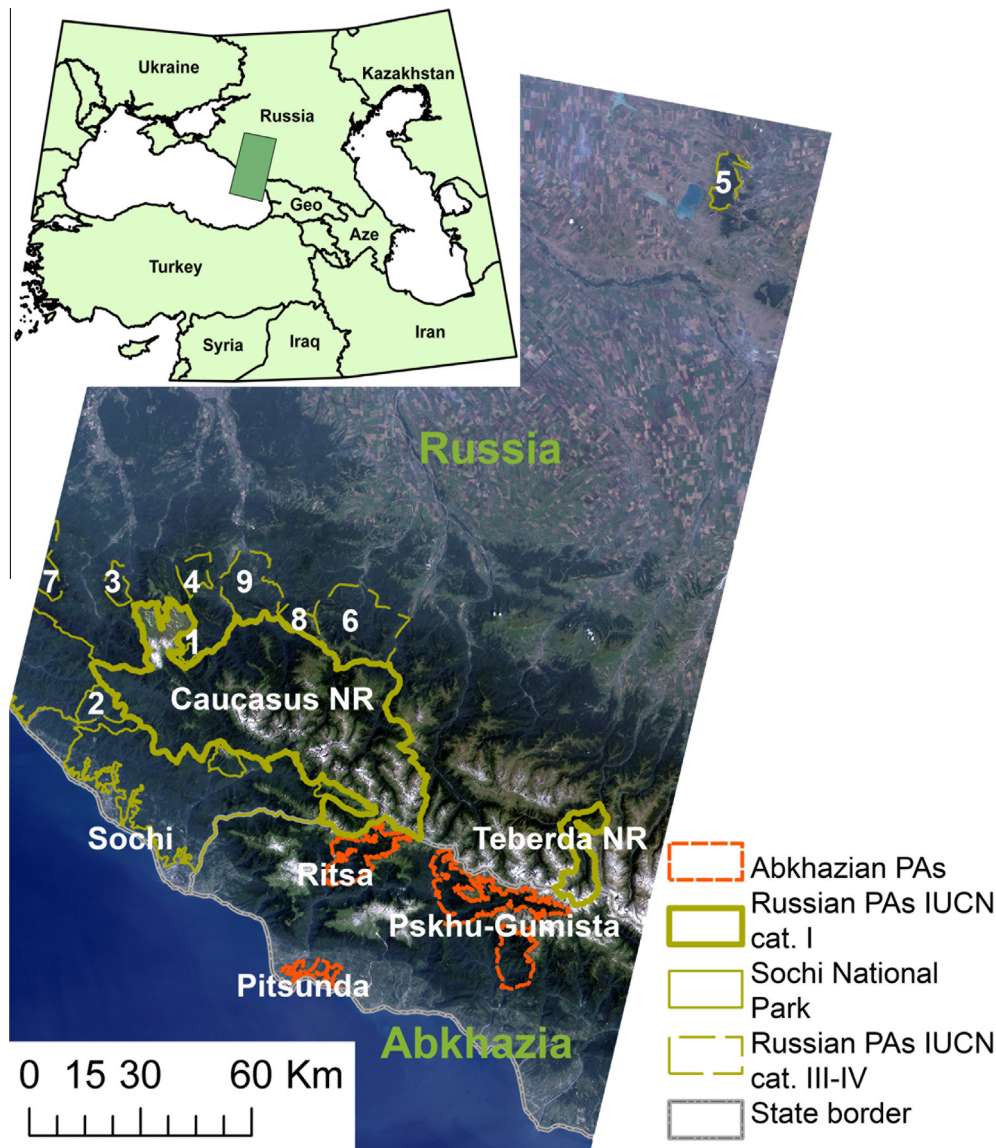 Ukraine
Kazakhstan
Russia
Geo
Aze
Turkey
Syria
Iraq
Iran
5
Russia
7
3
4
9
8
6
1
Caucasus NR
2
Sochi
Teberda NR
Ritsa
Pskhu-Gumista
Pitsunda
Abkhazia
0 15 30 60 Km
Abkhazian PAs
Russian PAs IUCN
cat. I
Sochi National
Park
Russian PAs IUCN
cat. III-IV
State border